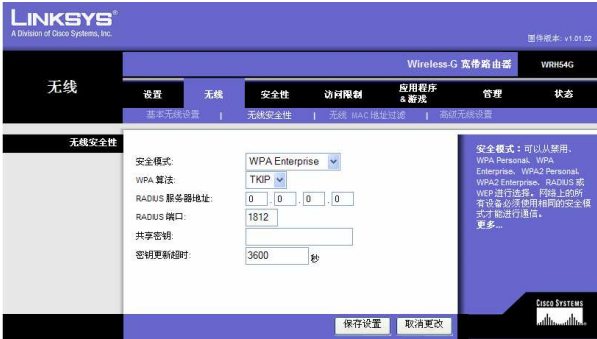 LINKSYS®
A Division of Cisco Systems, Inc.
固件版本: v1.01.02
Wireless-G 宽带路由器
WRH54G
无线
设置
无线
安全性
访问限制
应用程序
& 游戏
管理
状态
基本无线设置 | 无线安全性 | 无线 MAC地址过滤 | 高级无线设置
无线安全性
安全模式: WPA Enterprise
WPA 算法: TKIP
RADIUS 服务器地址: 0 . 0 . 0 . 0
RADIUS 端口: 1812
共享密钥:
密钥更新超时: 3600 秒
安全模式：可以从禁用、
WPA Personal、WPA
Enterprise、WPA2 Personal、
WPA2 Enterprise、RADIUS 或
WEP 进行选择。网络上的所
有设备必须使用相同的安全模
式才能进行通信。
更多...
保存设置
取消更改
CISCO SYSTEMS